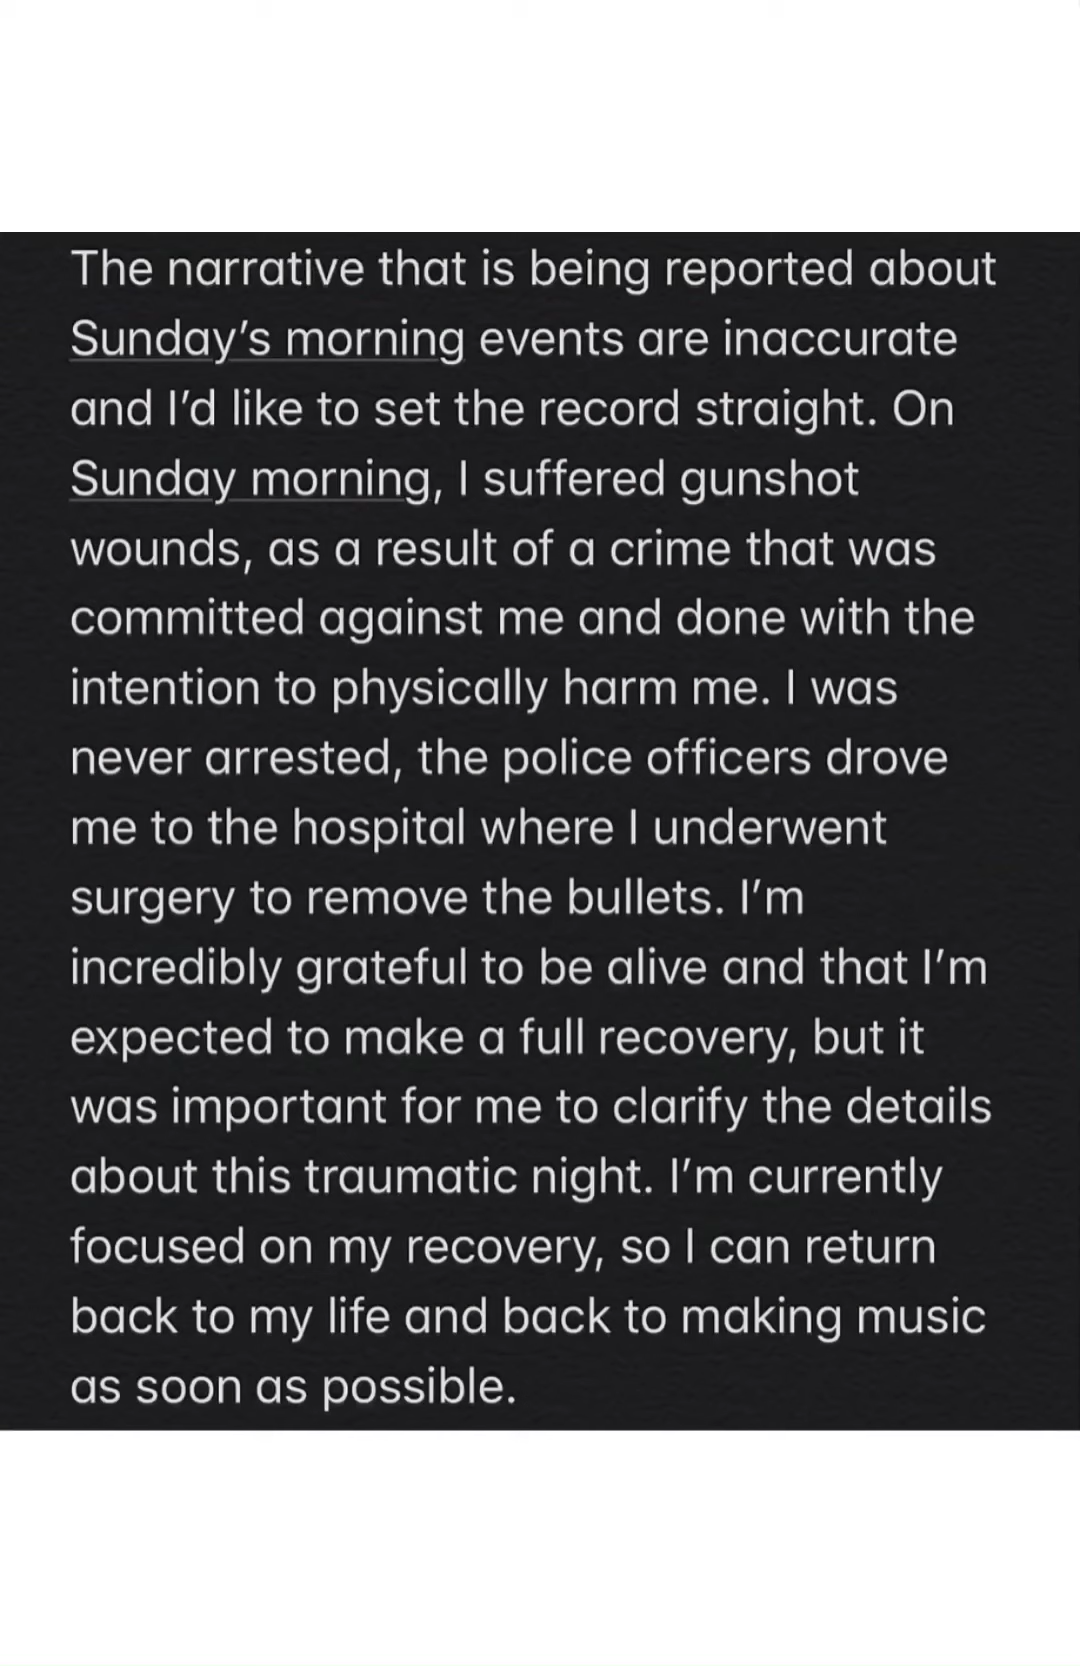 The narrative that is being reported about
Sunday’s morning events are inaccurate
and I’d like to set the record straight. On
Sunday morning, I suffered gunshot
wounds, as a result of a crime that was
committed against me and done with the
intention to physically harm me. I was
never arrested, the police officers drove
me to the hospital where I underwent
surgery to remove the bullets. I’m
incredibly grateful to be alive and that I’m
expected to make a full recovery, but it
was important for me to clarify the details
about this traumatic night. I’m currently
focused on my recovery, so I can return
back to my life and back to making music
as soon as possible.